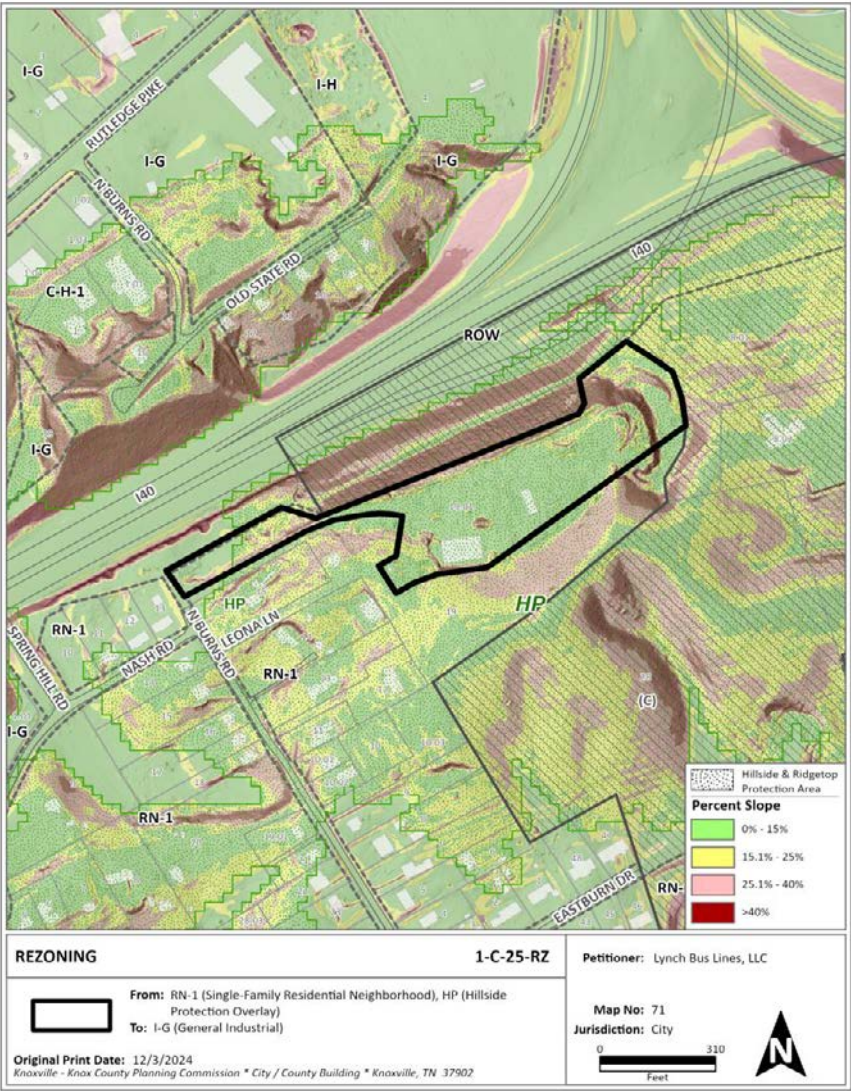 I-G
I-H
RUTLEDGE PIKE
I-G
I-G
N BURNS RD
I40
OLD STATE RD
C-H-1
ROW
I-G
I40
HP
HP
RN-1
N BURNS RD
LEONA LN
SPRING HILL RD
NASH RD
RN-1
(C)
I-G
RN-1
EASTBURN DR
RN-
Hillside & Ridgetop
Protection Area
Percent Slope
0% - 15%
15.1% - 25%
25.1% - 40%
>40%
REZONING
1-C-25-RZ
From: RN-1 (Single-Family Residential Neighborhood), HP (Hillside
Protection Overlay)
To: I-G (General Industrial)
Original Print Date: 12/3/2024
Knoxville - Knox County Planning Commission * City / County Building * Knoxville, TN 37902
Petitioner: Lynch Bus Lines, LLC
Map No: 71
Jurisdiction: City
0 310
Feet
N